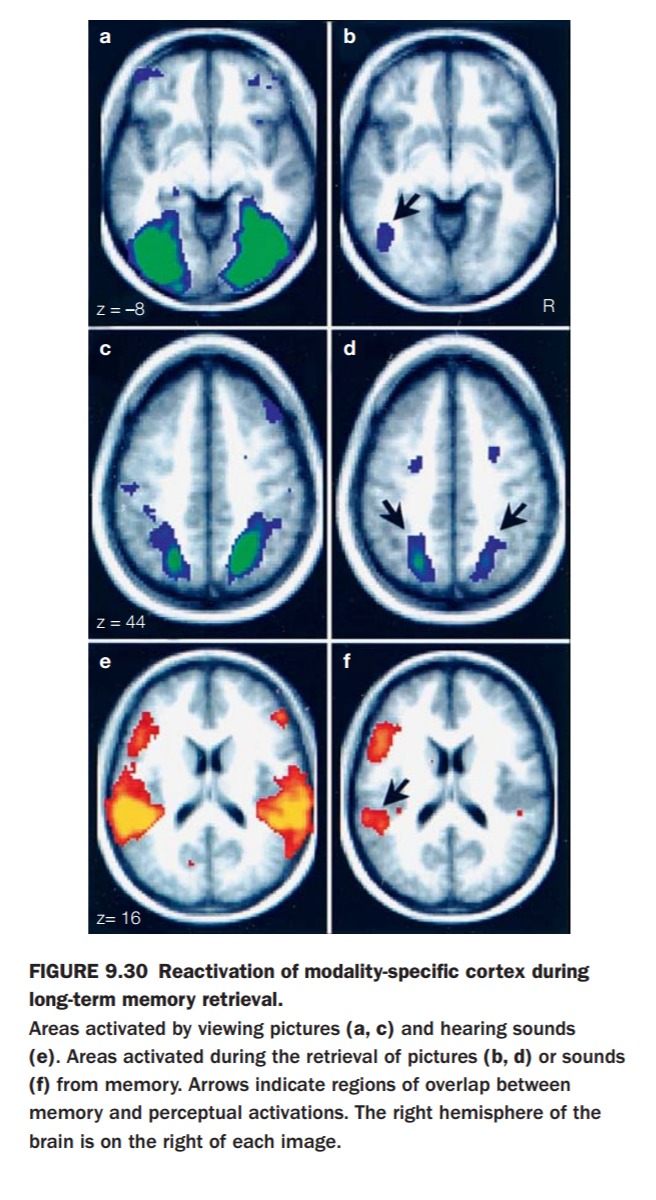 a
b
z = –8
R
c
d
z = 44
e
f
z= 16
FIGURE 9.30 Reactivation of modality-specific cortex during
long-term memory retrieval.
Areas activated by viewing pictures (a, c) and hearing sounds
(e). Areas activated during the retrieval of pictures (b, d) or sounds
(f) from memory. Arrows indicate regions of overlap between
memory and perceptual activations. The right hemisphere of the
brain is on the right of each image.